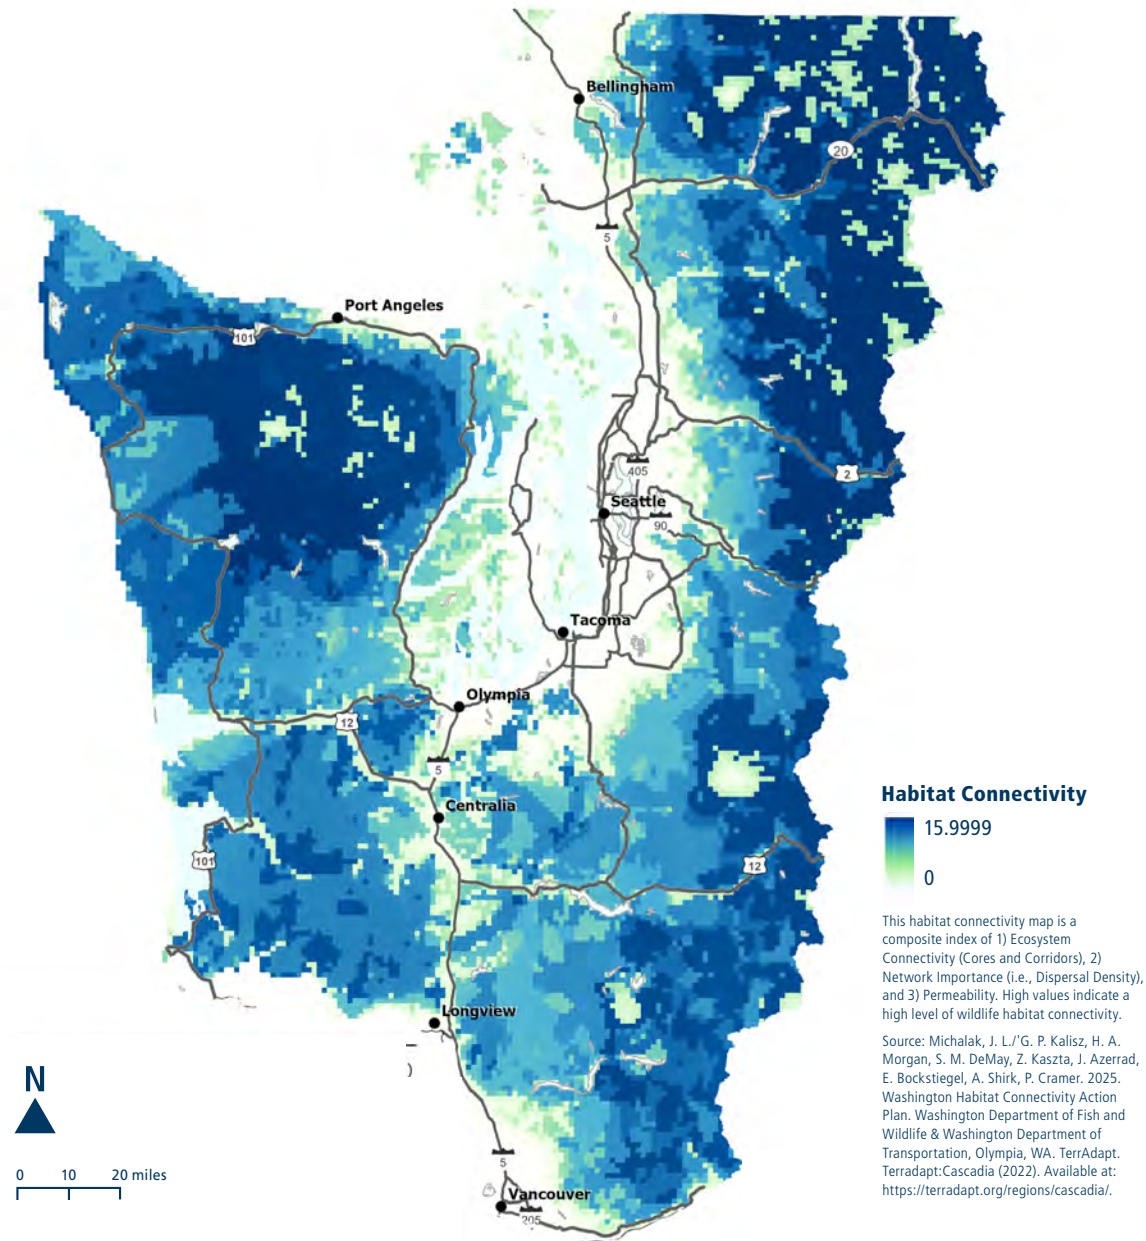 Bellingham
20
5
Port Angeles
101
2
405
Seattle
90
Tacoma
Olympia
12
5
Centralia
101
12
Longview
5
Vancouver
205
Habitat Connectivity
15.9999
0
This habitat connectivity map is a
composite index of 1) Ecosystem
Connectivity (Cores and Corridors), 2)
Network Importance (i.e., Dispersal Density),
and 3) Permeability. High values indicate a
high level of wildlife habitat connectivity.
Source: Michalak, J. L./'G. P. Kalisz, H. A.
Morgan, S. M. DeMay, Z. Kaszta, J. Azerrad,
E. Bockstiegel, A. Shirk, P. Cramer. 2025.
Washington Habitat Connectivity Action
Plan. Washington Department of Fish and
Wildlife & Washington Department of
Transportation, Olympia, WA. TerrAdapt.
Terradapt:Cascadia (2022). Available at:
https://terradapt.org/regions/cascadia/.
N
0 10 20 miles